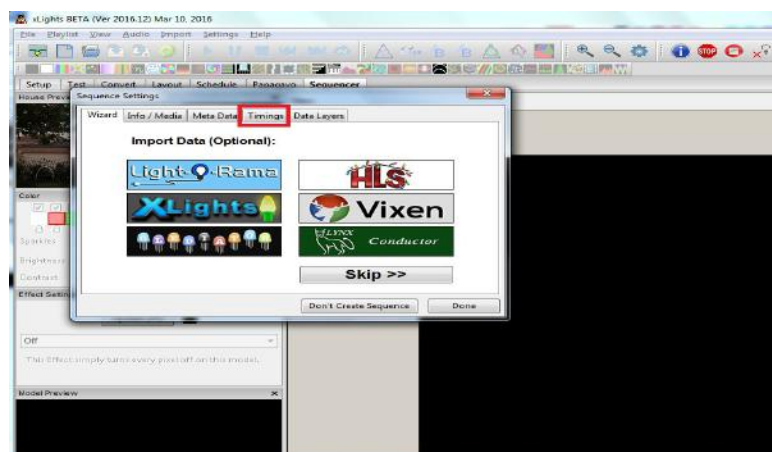 xLights BETA (Ver 2016.12) Mar 10, 2016
File Playlist View Audio Import Settings Help
STOP
Setup Test Convert Layout Schedule Papagayo Sequencer
House Preview
Sequence Settings
Wizard Info / Media Meta Data Timings Data Layers
Import Data (Optional):
Light-O-Rama
HLS
XLights
Vixen
LYNX
Conductor
Skip >>
Don't Create Sequence Done
Color
Sparkles
Brightness
Contrast
Effect Settin
Off
This Effect simply turns every pixel off on this model.
Model Preview